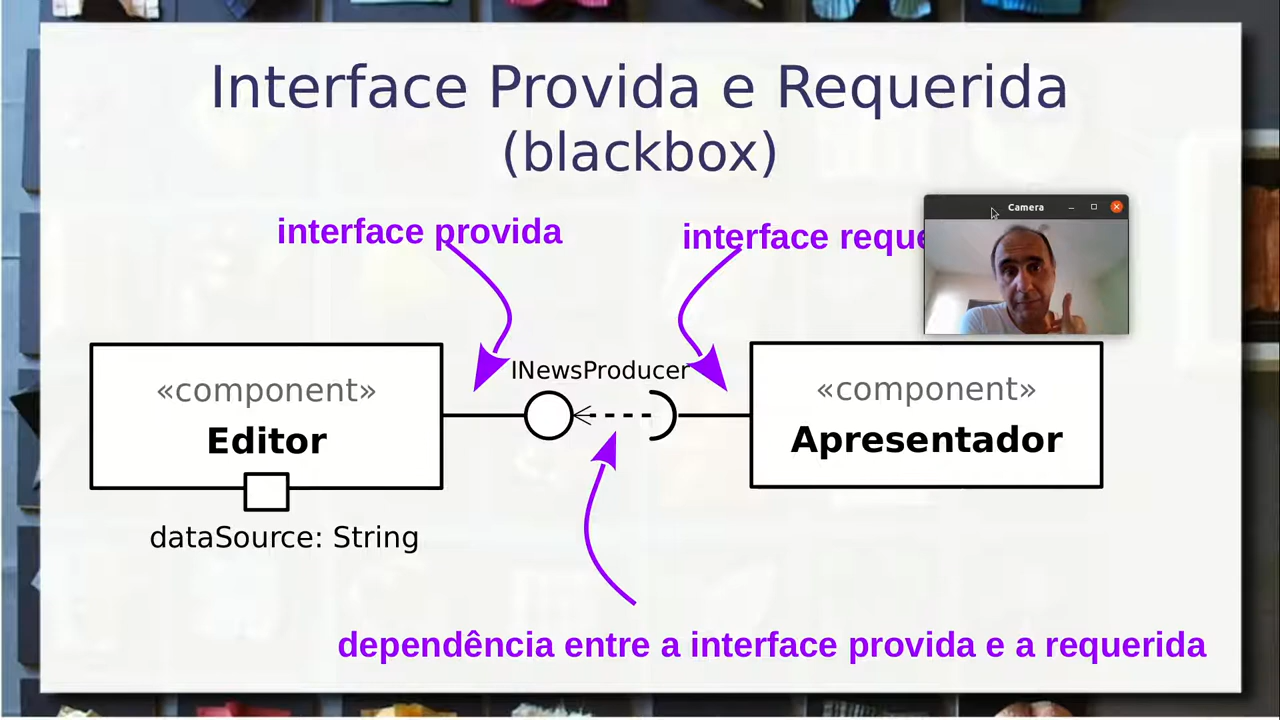 Interface Provida e Requerida
(blackbox)
interface provida
interface
Camera
INewsProducer
«component»
Editor
«component»
Apresentador
dataSource: String
dependência entre a interface provida e a requerida